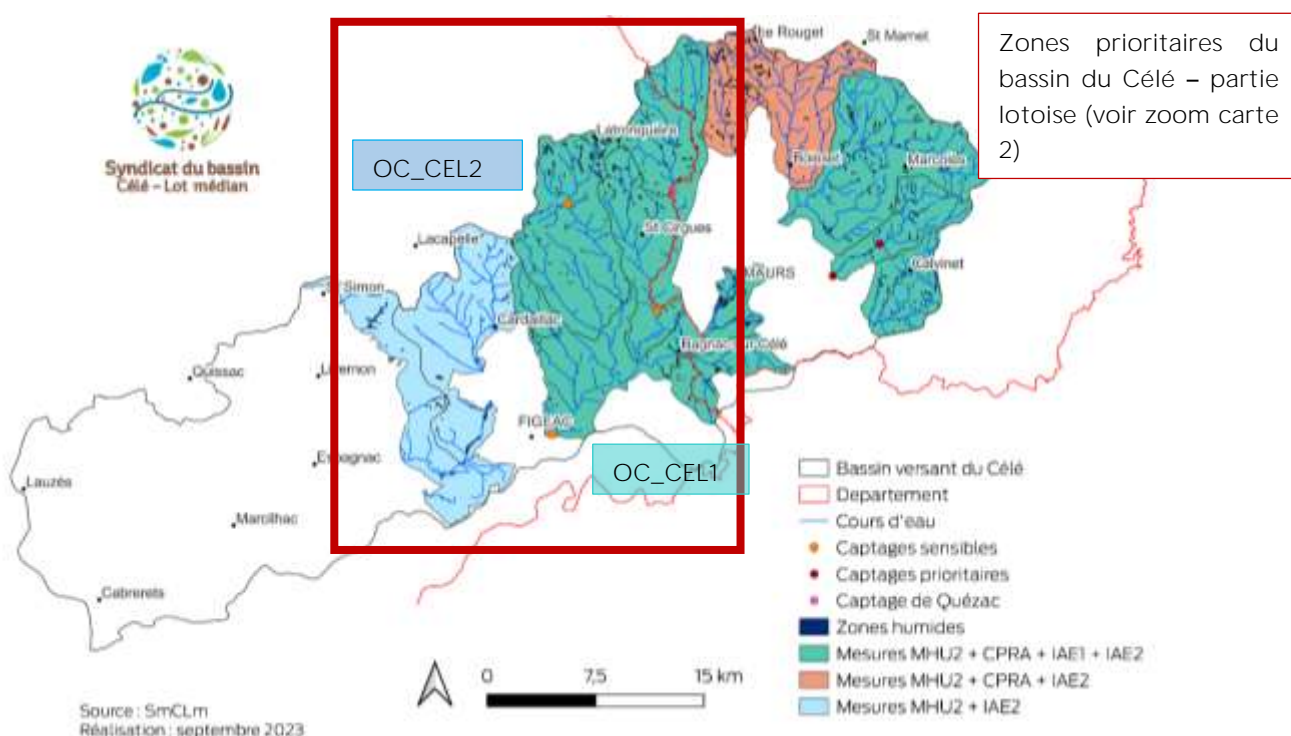 Zones prioritaires du
bassin du Célé – partie
lotoise (voir zoom carte
2)
Syndicat du bassin
Célé – Lot médian
OC_CEL2
Le Rouget
St Mamet
Latronquière
Marcolès
St Cirgues
Lacapelle
Calvinet
MAURS
St Simon
Cardaillac
Bagnac sur Célé
Quissac
FIGEAC
OC_CEL1
Lauzès
Marcilhac
Cabrerets
Bassin versant du Célé
Departement
Cours d'eau
Captages sensibles
Captages prioritaires
Captage de Quézac
Zones humides
Mesures MHU2 + CPRA + IAE1 + IAE2
Mesures MHU2 + CPRA + IAE2
Mesures MHU2 + IAE2
0 7,5 15 km
Source : SmCLm
Réalisation : septembre 2023